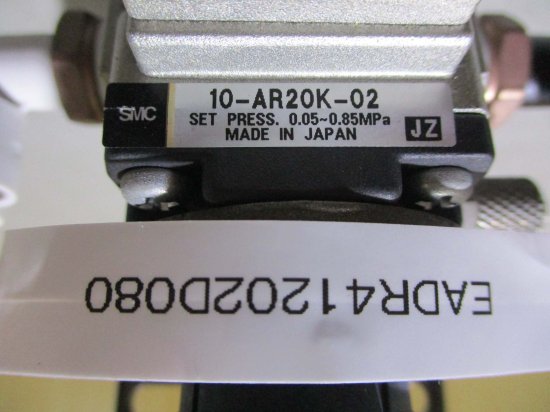 SMC
10-AR20K-02
SET PRESS. 0.05~0.85MPa
MADE IN JAPAN
JZ
EADR41202D080